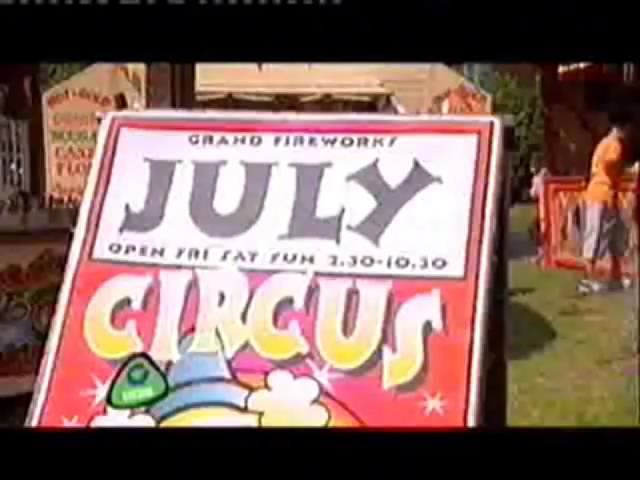 GRAND FIREWORKS
JULY
OPEN FRI SAT SUN 2.30-10.30
CIRCUS